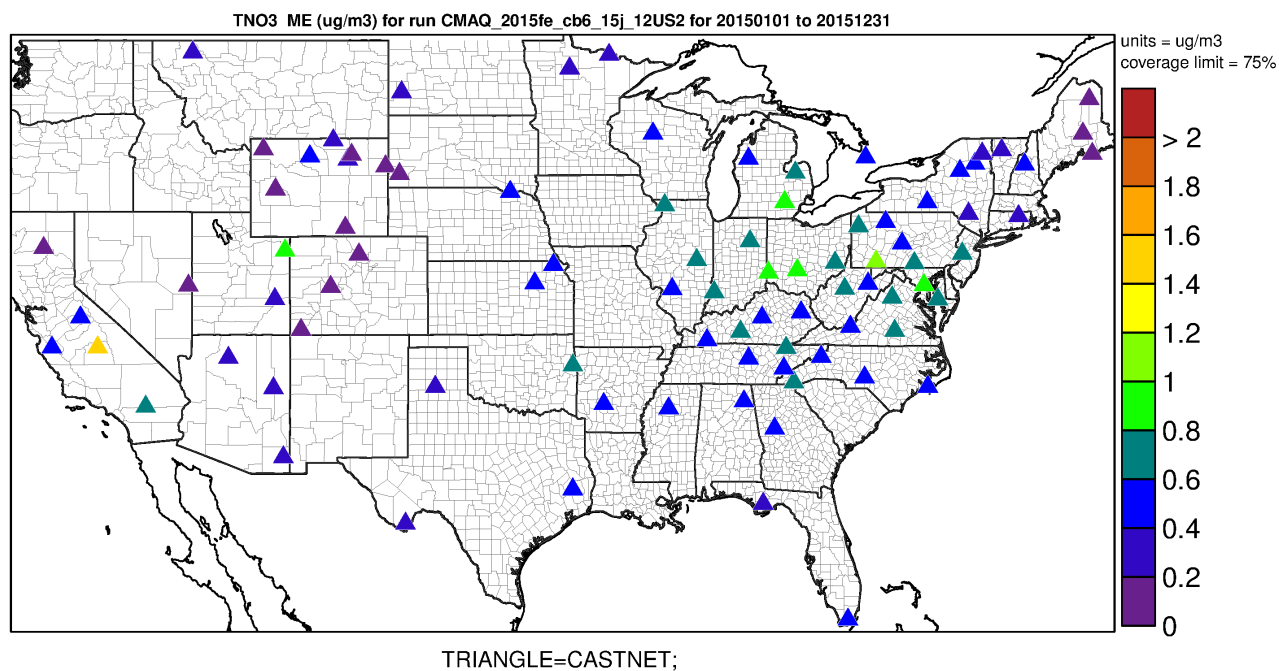 TNO3 ME (ug/m3) for run CMAQ_2015fe_cb6_15j_12US2 for 20150101 to 20151231
units = ug/m3
coverage limit = 75%
> 2
1.8
1.6
1.4
1.2
1
0.8
0.6
0.4
0.2
0
TRIANGLE=CASTNET;